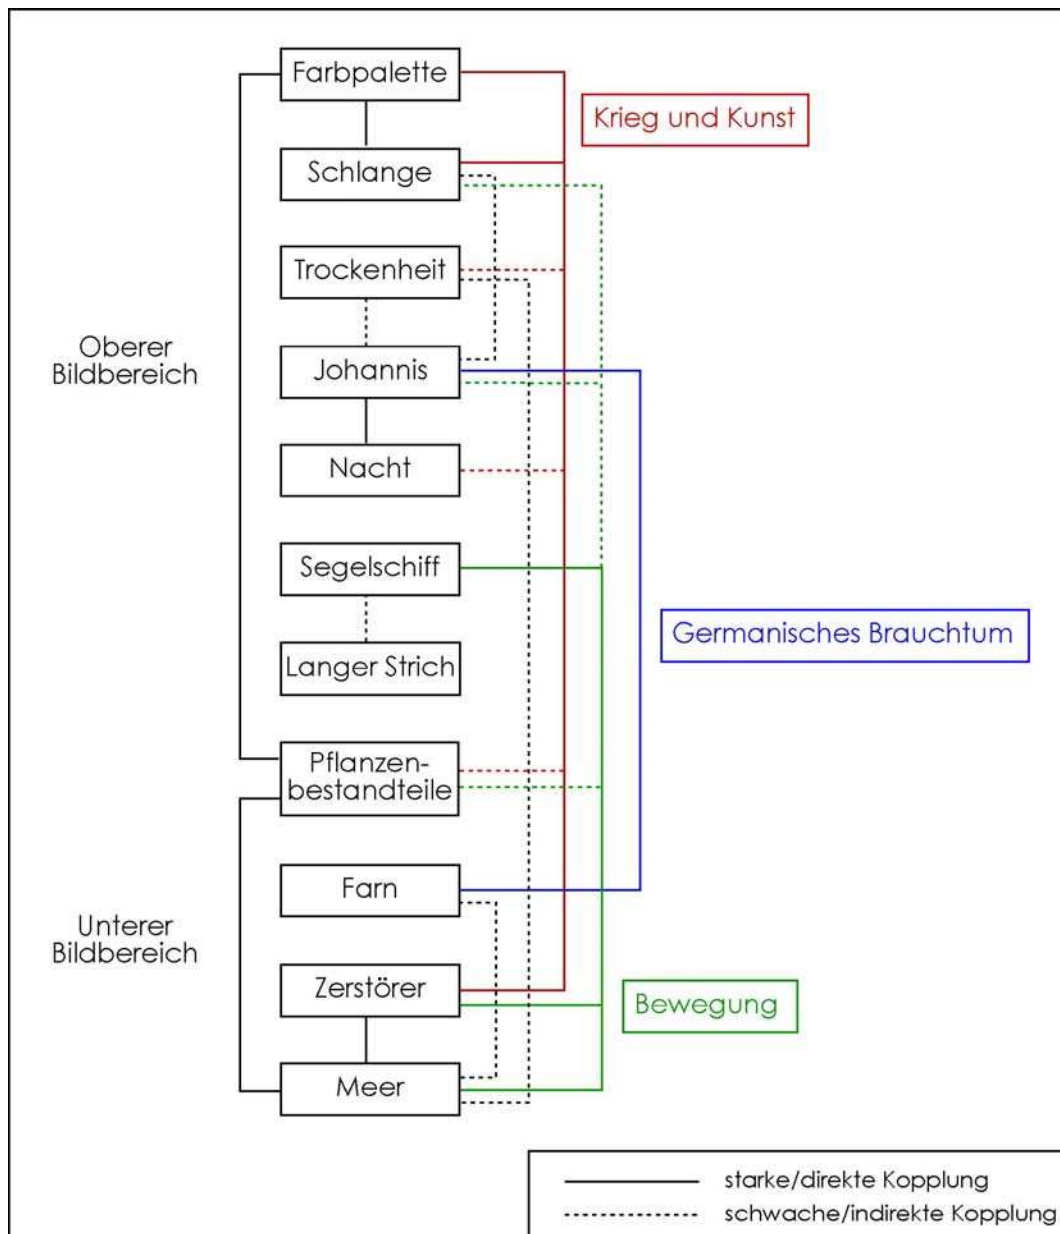 Farbpalette
Krieg und Kunst
Schlange
Trockenheit
Oberer
Bildbereich
Johannis
Nacht
Segelschiff
Germanisches Brauchtum
Langer Strich
Pflanzen-
bestandteile
Farn
Unterer
Bildbereich
Zerstörer
Bewegung
Meer
starke/direkte Kopplung
schwache/indirekte Kopplung